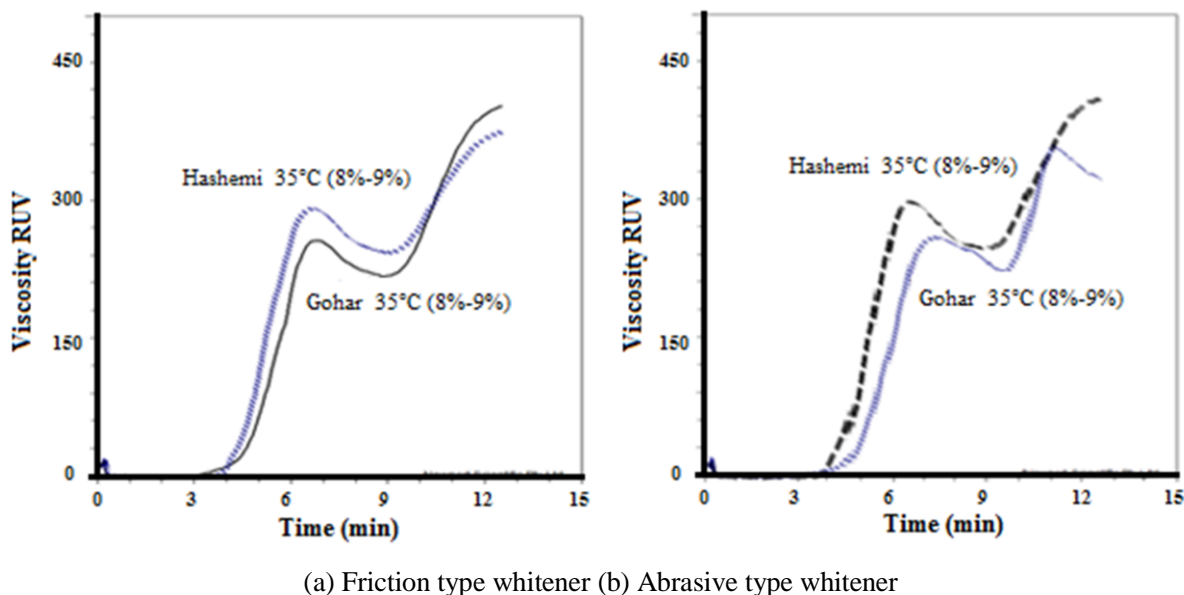 450
300
150
0
Viscosity RUV
Hashemi 35°C (8%-9%)
Gohar 35°C (8%-9%)
0 3 6 9 12 15
Time (min)
450
300
150
0
Viscosity RUV
Hashemi 35°C (8%-9%)
Gohar 35°C (8%-9%)
0 3 6 9 12 15
Time (min)
(a) Friction type whitener (b) Abrasive type whitener